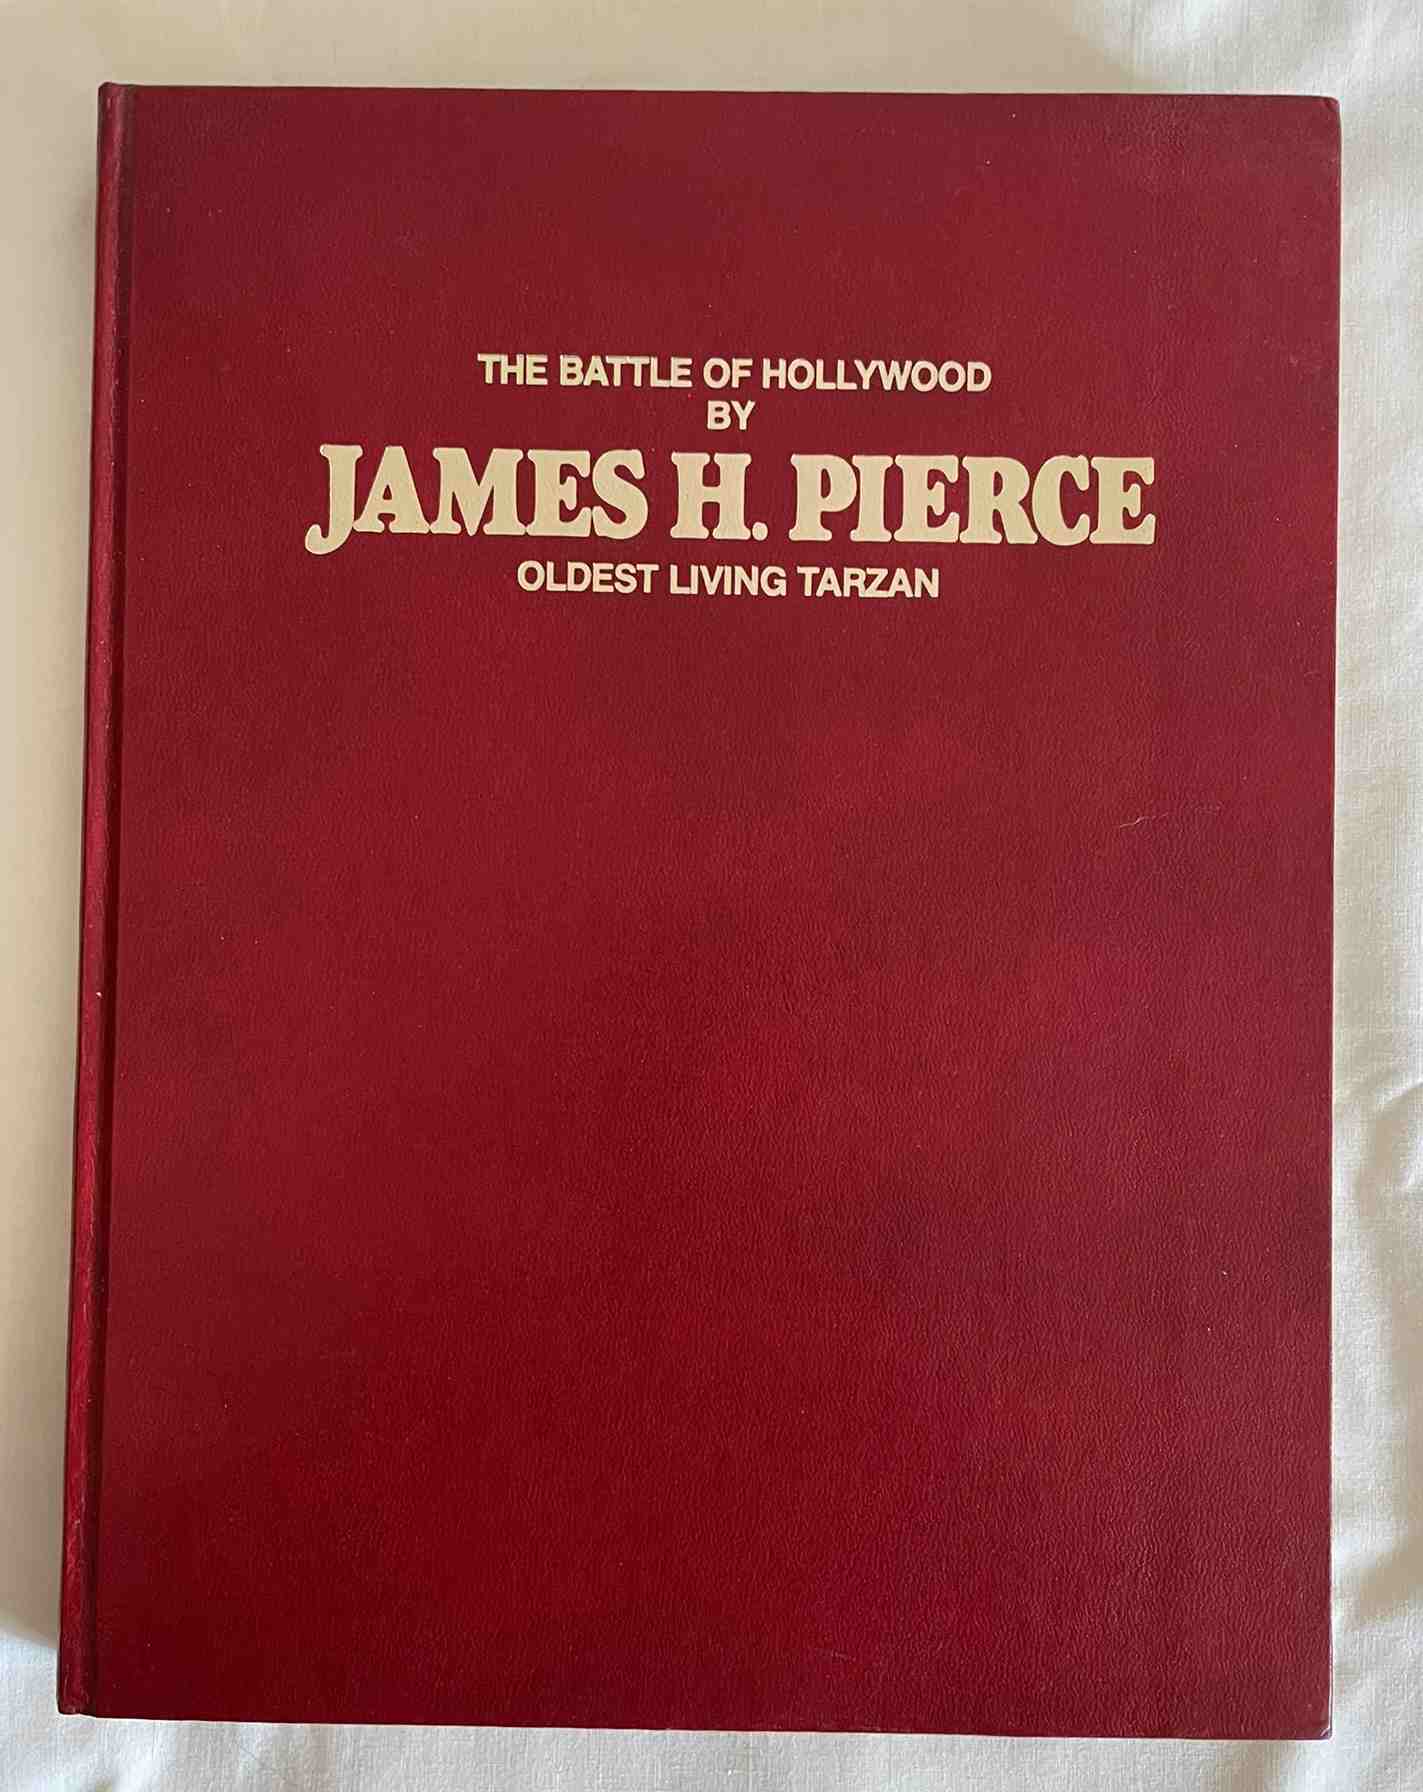 THE BATTLE OF HOLLYWOOD
BY
JAMES H. PIERCE
OLDEST LIVING TARZAN